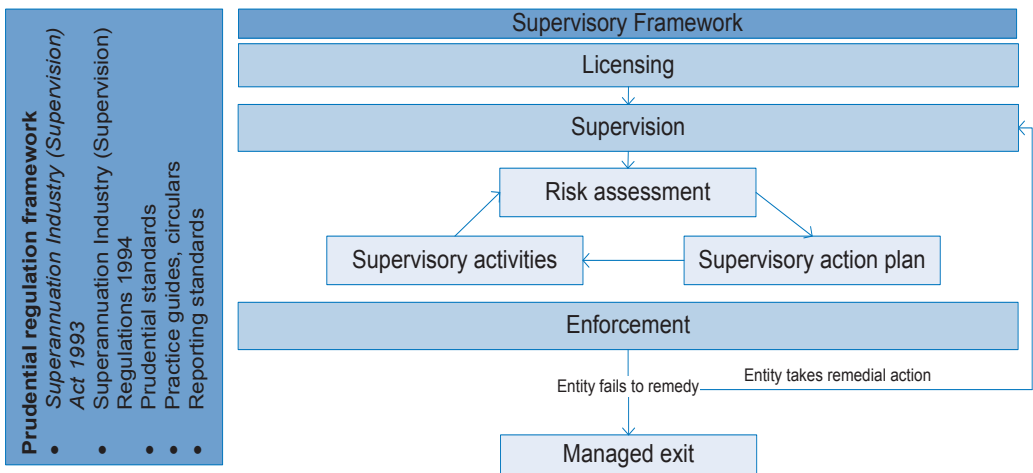 Prudential regulation framework
• Superannuation Industry (Supervision)
Act 1993
• Superannuation Industry (Supervision)
Regulations 1994
• Prudential standards
• Practice guides, circulars
• Reporting standards
Supervisory Framework
Licensing
Supervision
Risk assessment
Supervisory activities
Supervisory action plan
Enforcement
Entity fails to remedy
Entity takes remedial action
Managed exit